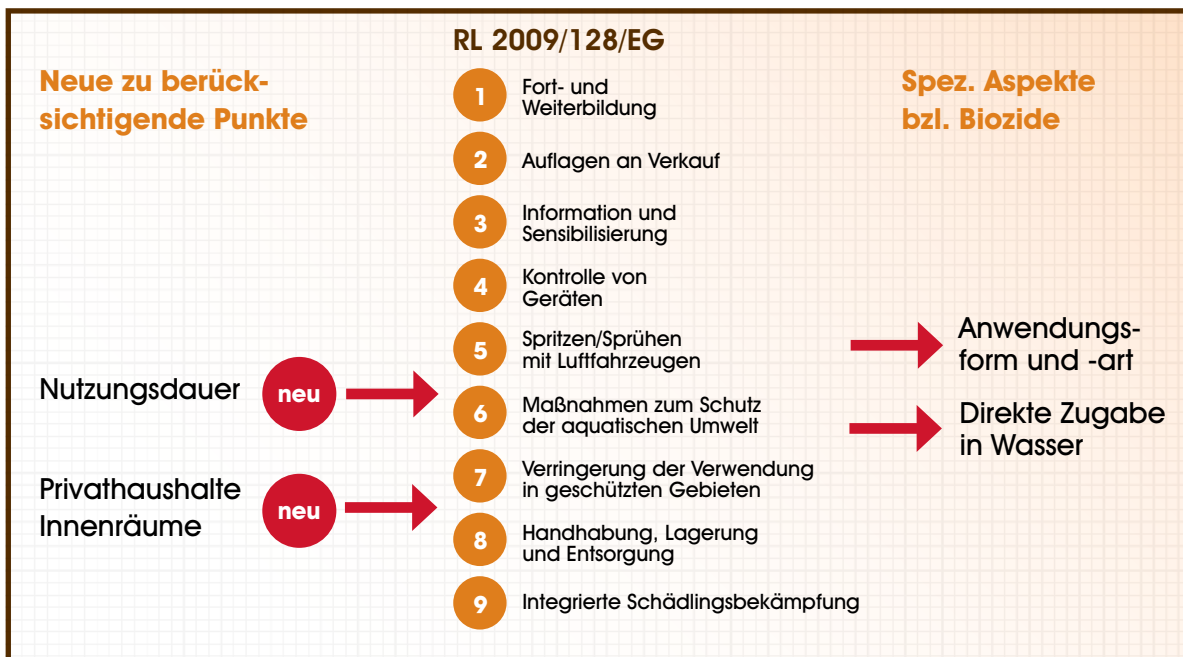 RL 2009/128/EG
Neue zu berück-
sichtigende Punkte
Spez. Aspekte
bzl. Biozide
1
Fort- und
Weiterbildung
2
Auflagen an Verkauf
3
Information und
Sensibilisierung
4
Kontrolle von
Geräten
5
Spritzen/Sprühen
mit Luftfahrzeugen
Anwendungs-
form und -art
Nutzungsdauer
neu
6
Maßnahmen zum Schutz
der aquatischen Umwelt
Direkte Zugabe
in Wasser
Privathaushalte
Innenräume
neu
7
Verringerung der Verwendung
in geschützten Gebieten
8
Handhabung, Lagerung
und Entsorgung
9
Integrierte Schädlingsbekämpfung